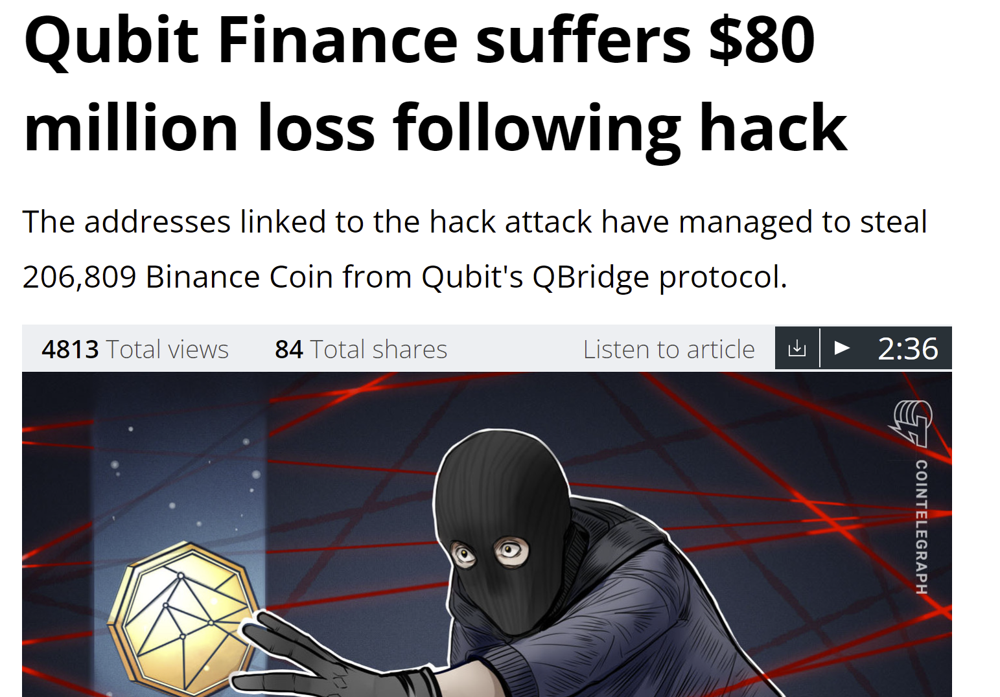 Qubit Finance suffers $80
million loss following hack
The addresses linked to the hack attack have managed to steal
206,809 Binance Coin from Qubit's QBridge protocol.
4813 Total views 84 Total shares Listen to article 2:36
COINTELEGRAPH